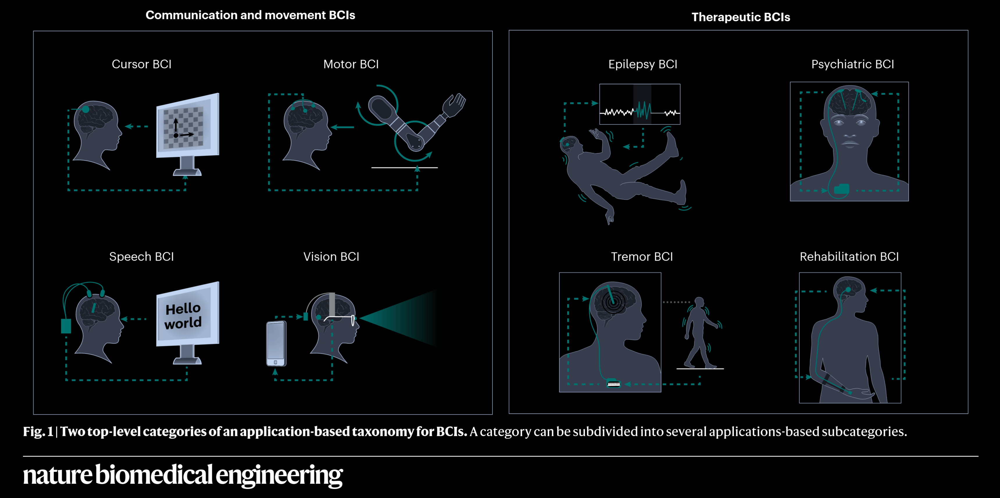 Communication and movement BCIs
Therapeutic BCIs
Cursor BCI
Motor BCI
Epilepsy BCI
Psychiatric BCI
Speech BCI
Vision BCI
Tremor BCI
Rehabilitation BCI
Hello
world
Fig. 1 | Two top-level categories of an application-based taxonomy for BCIs. A category can be subdivided into several applications-based subcategories.
nature biomedical engineering